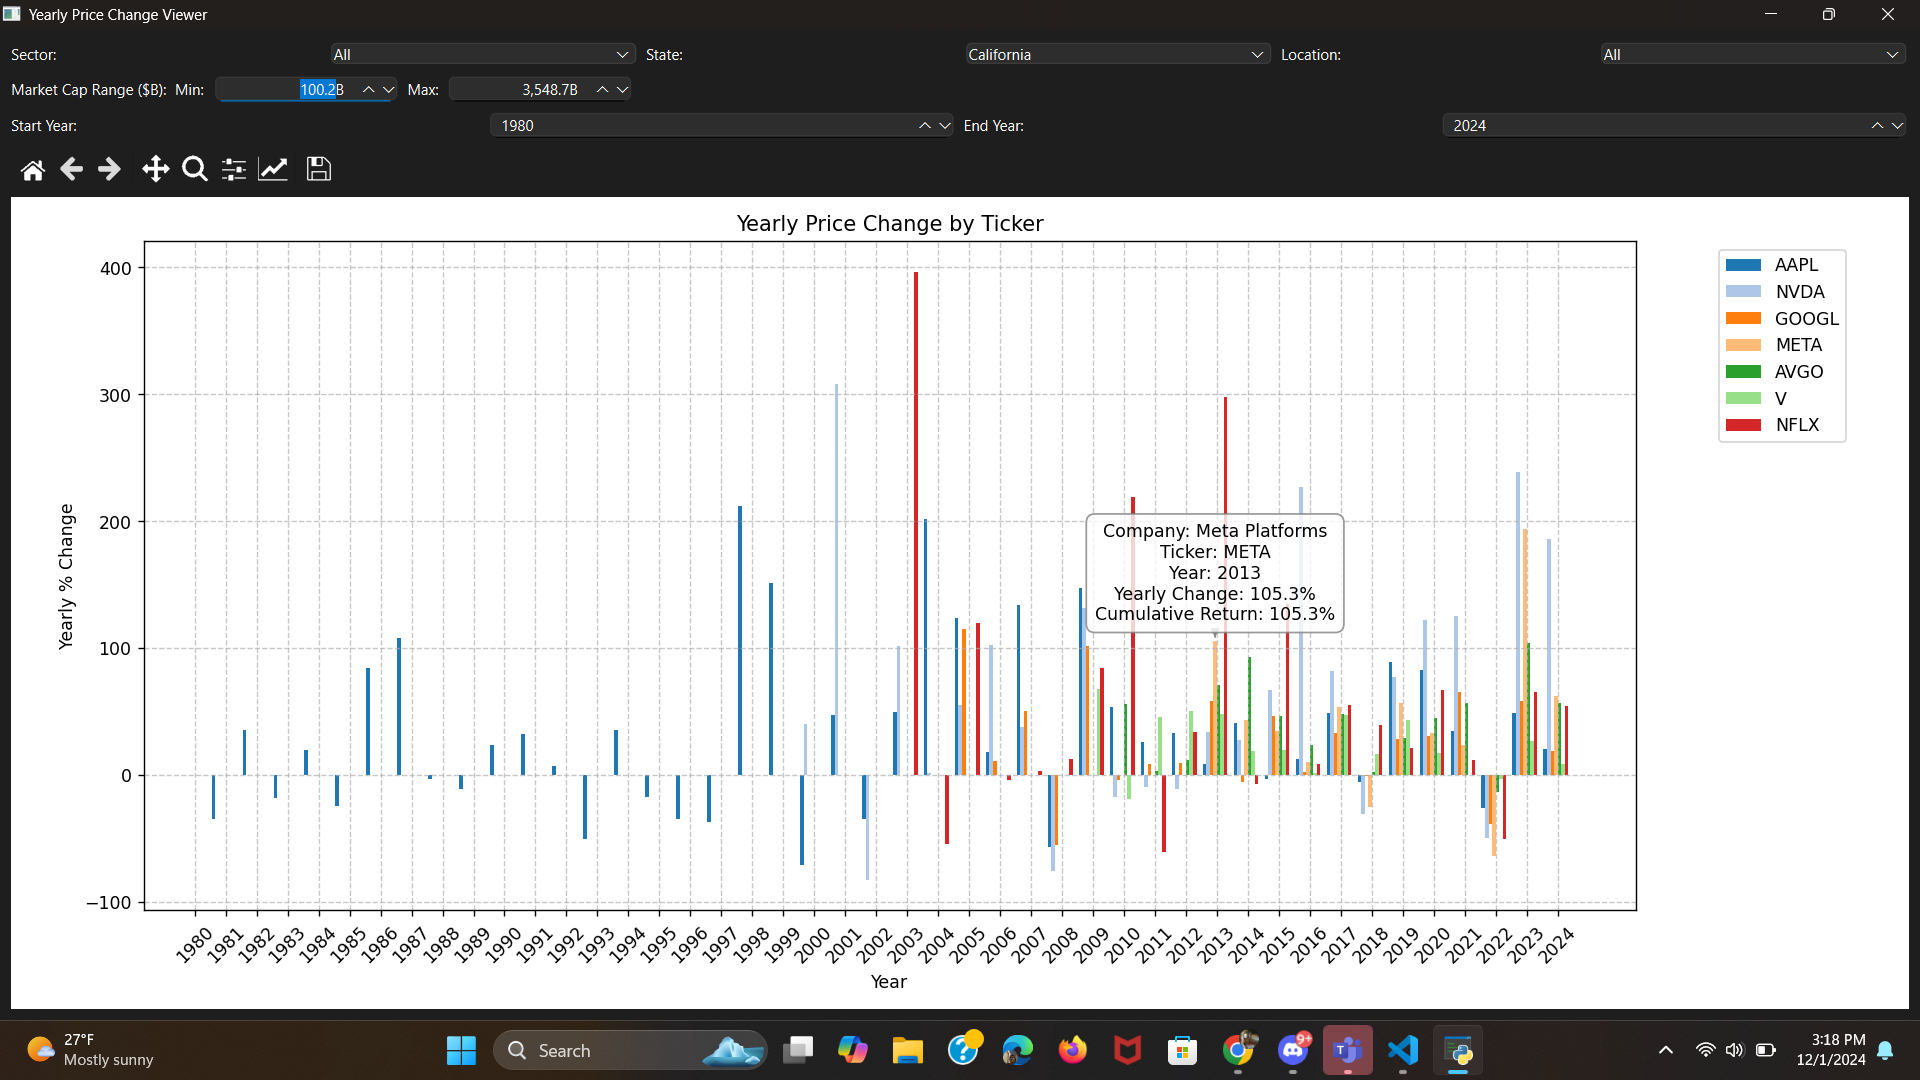 Yearly Price Change Viewer
Sector: All State: California Location: All
Market Cap Range ($B): Min: 100.2B Max: 3,548.7B
Start Year: 1980 End Year: 2024
Yearly Price Change by Ticker
400
300
200
100
0
−100
Yearly % Change
Company: Meta Platforms
Ticker: META
Year: 2013
Yearly Change: 105.3%
Cumulative Return: 105.3%
AAPL
NVDA
GOOGL
META
AVGO
V
NFLX
1980 1981 1982 1983 1984 1985 1986 1987 1988 1989 1990 1991 1992 1993 1994 1995 1996 1997 1998 1999 2000 2001 2002 2003 2004 2005 2006 2007 2008 2009 2010 2011 2012 2013 2014 2015 2016 2017 2018 2019 2020 2021 2022 2023 2024
Year
27°F
Mostly sunny
Search
9+
T
3:18 PM
12/1/2024